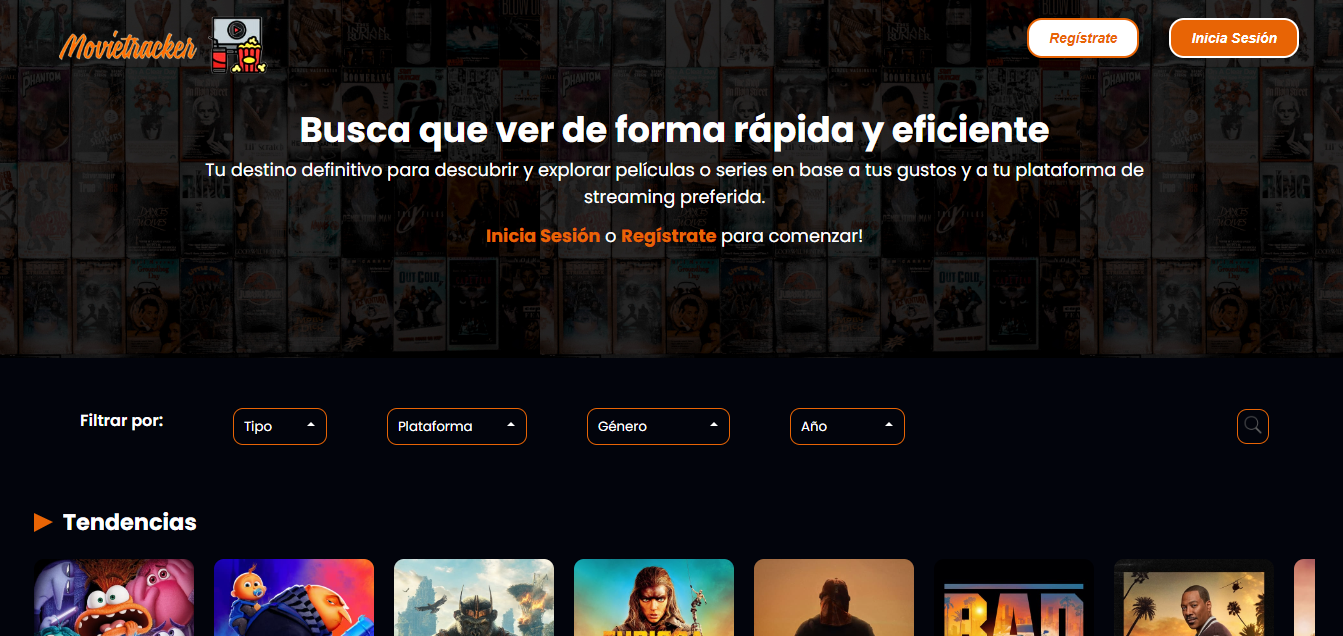 Movietracker
Regístrate
Inicia Sesión
Busca que ver de forma rápida y eficiente
Tu destino definitivo para descubrir y explorar películas o series en base a tus gustos y a tu plataforma de
streaming preferida.
Inicia Sesión o Regístrate para comenzar!
Filtrar por:
Tipo
Plataforma
Género
Año
Tendencias
BAD